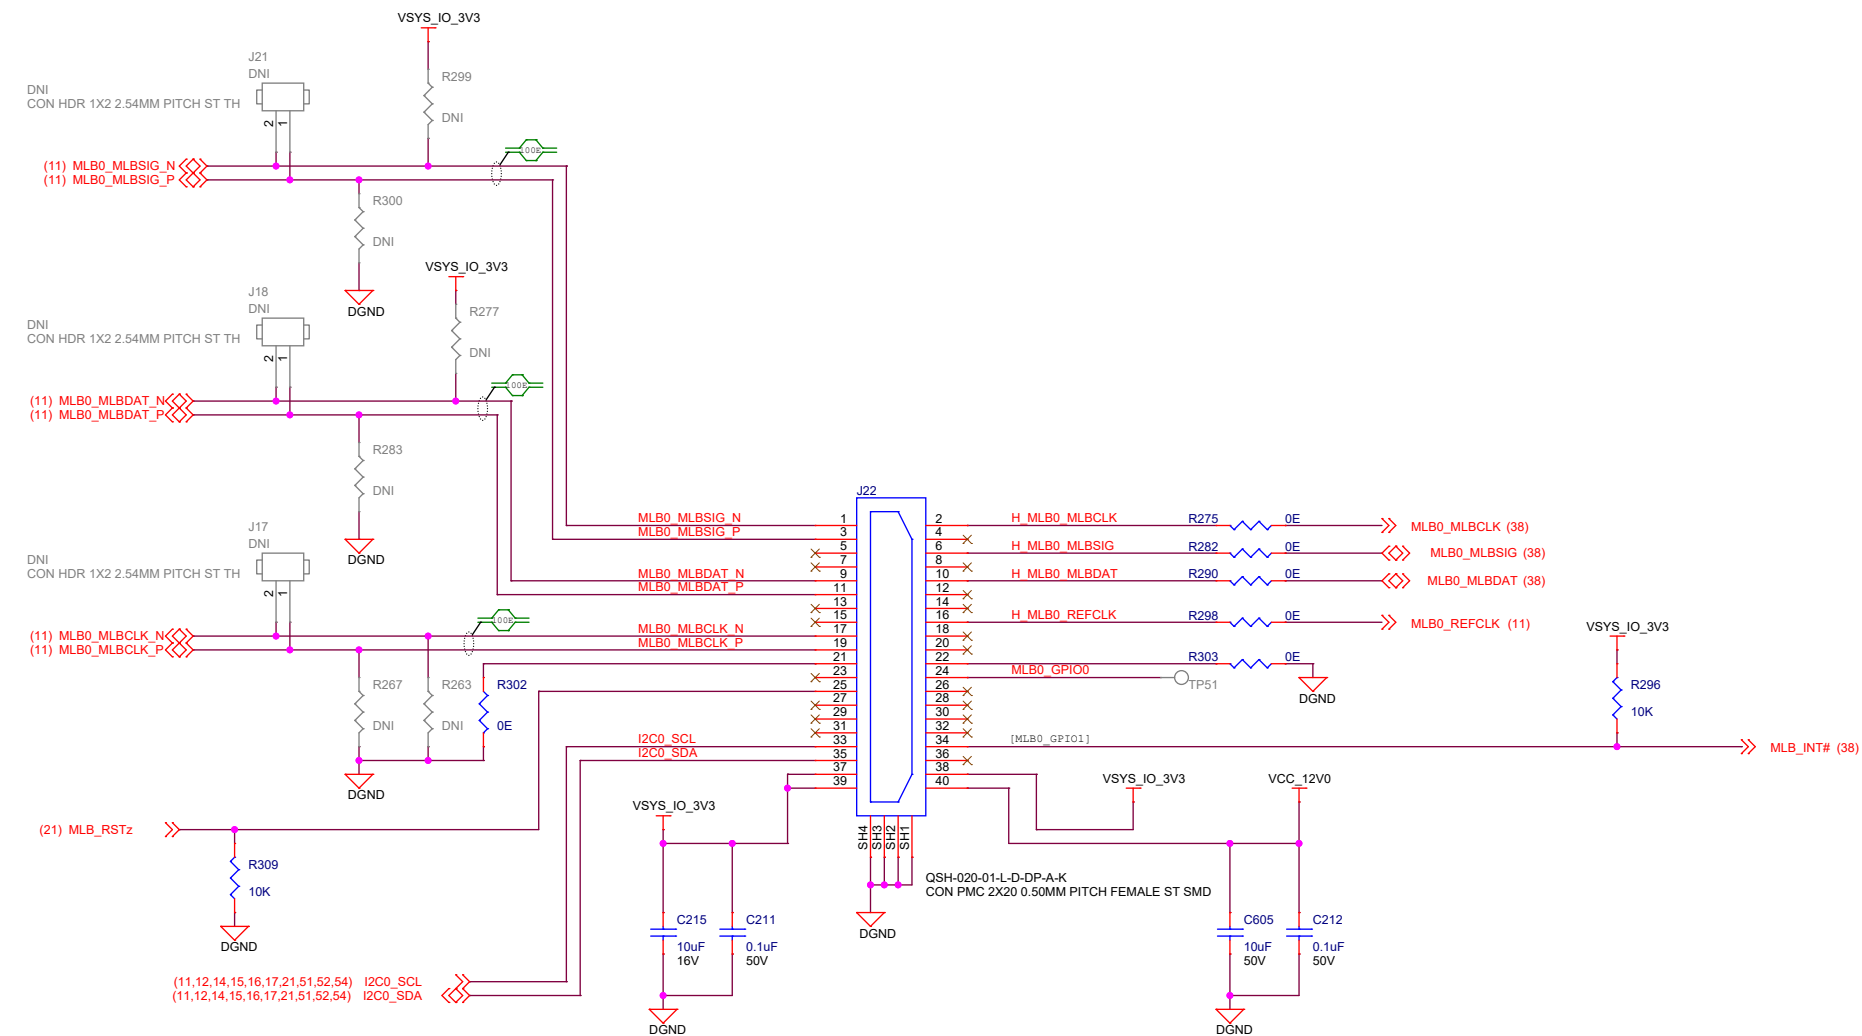 VSYS_IO_3V3
J21
DNI
R299
DNI
CON HDR 1X2 2.54MM PITCH ST TH
DNI
2
1
100E
(11) MLB0_MLBSIG_N
(11) MLB0_MLBSIG_P
R300
DNI
VSYS_IO_3V3
J18
DNI
DGND
R277
DNI
CON HDR 1X2 2.54MM PITCH ST TH
DNI
2
1
100E
(11) MLB0_MLBDAT_N
(11) MLB0_MLBDAT_P
R283
DNI
J17
DNI
DGND
DNI
CON HDR 1X2 2.54MM PITCH ST TH
2
1
100E
(11) MLB0_MLBCLK_N
(11) MLB0_MLBCLK_P
R267
DNI
R263
DNI
R302
0E
DGND
J22
MLB0_MLBSIG_N 1
MLB0_MLBSIG_P 3
5
7
MLB0_MLBDAT_N 9
MLB0_MLBDAT_P 11
13
15
MLB0_MLBCLK_N 17
MLB0_MLBCLK_P 19
21
23
25
27
29
31
I2C0_SCL 33
I2C0_SDA 35
37
39
2 H_MLB0_MLBCLK R275 0E MLB0_MLBCLK (38)
4
6 H_MLB0_MLBSIG R282 0E MLB0_MLBSIG (38)
8
10 H_MLB0_MLBDAT R290 0E MLB0_MLBDAT (38)
12
14
16 H_MLB0_REFCLK R298 0E MLB0_REFCLK (11)
18
20
22 R303 0E
24 MLB0_GPIO0 TP51
26
28
30
32
34 [MLB0_GPIO1] MLB_INT# (38)
36
38
40
DGND
VSYS_IO_3V3
R296
10K
VSYS_IO_3V3
VCC_12V0
SH4
SH3
SH2
SH1
QSH-020-01-L-D-DP-A-K
CON PMC 2X20 0.50MM PITCH FEMALE ST SMD
DGND
(21) MLB_RSTz
R309
10K
DGND
VSYS_IO_3V3
C215
10uF
16V
C211
0.1uF
50V
DGND
C605
10uF
50V
C212
0.1uF
50V
DGND
(11,12,14,15,16,17,21,51,52,54) I2C0_SCL
(11,12,14,15,16,17,21,51,52,54) I2C0_SDA